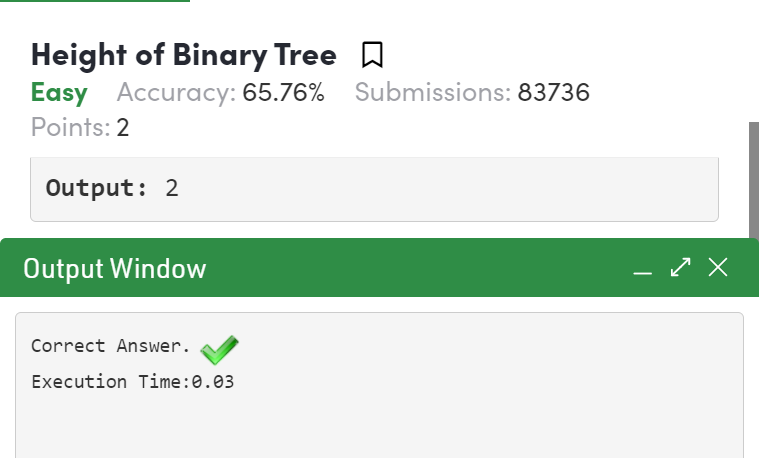 Height of Binary Tree
Easy Accuracy: 65.76% Submissions: 83736
Points: 2
Output: 2
Output Window
Correct Answer.
Execution Time:0.03